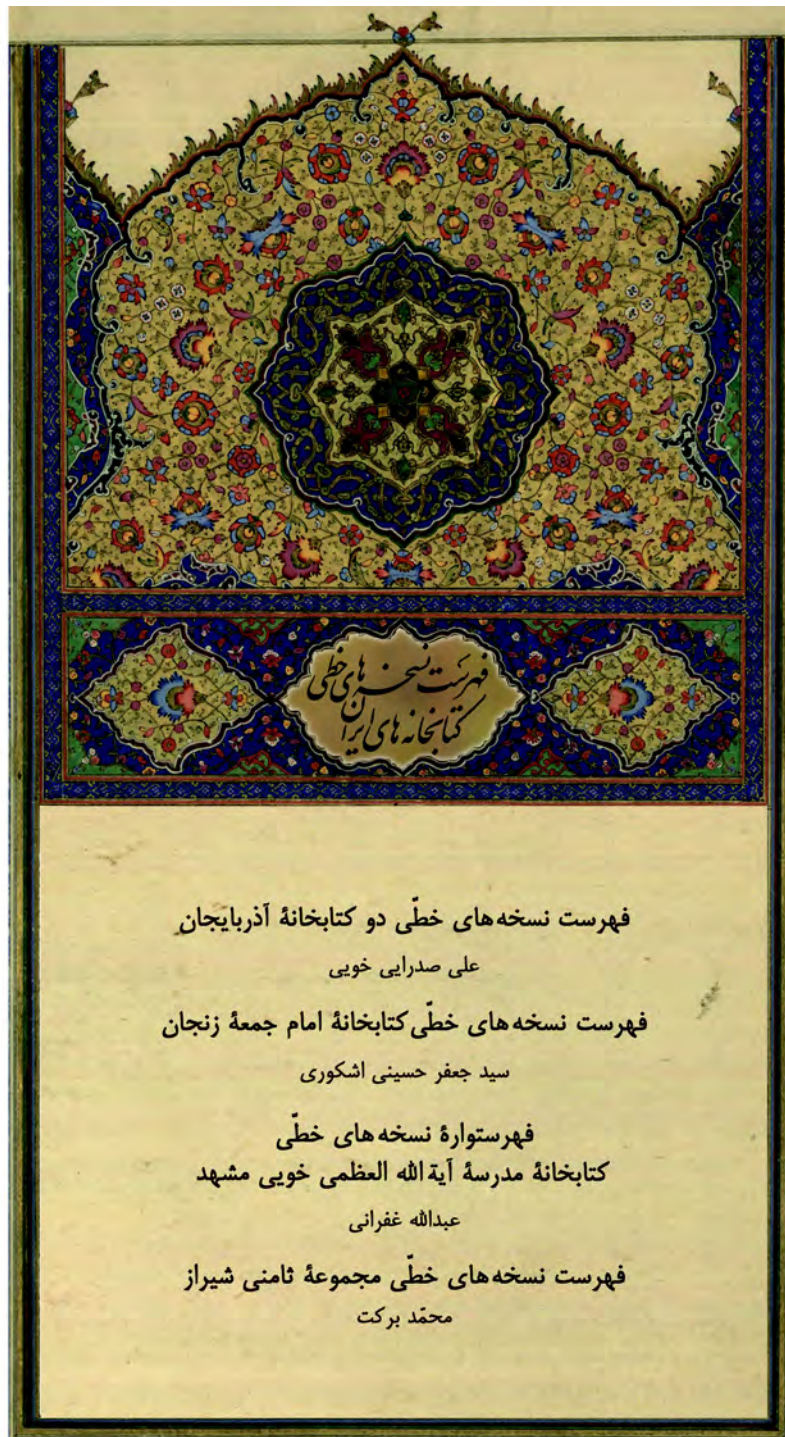 فهرست نسخه‌های خطی
کتابخانه‌های ایران
فهرست نسخه‌های خطّی دو کتابخانهٔ آذربایجان
علی صدرایی خویی
فهرست نسخه‌های خطّی کتابخانهٔ امام جمعهٔ زنجان
سید جعفر حسینی اشکوری
فهرستوارهٔ نسخه‌های خطّی
کتابخانهٔ مدرسهٔ آیةالله العظمی خویی مشهد
عبدالله غفرانی
فهرست نسخه‌های خطّی مجموعهٔ ثامنی شیراز
محمّد برکت